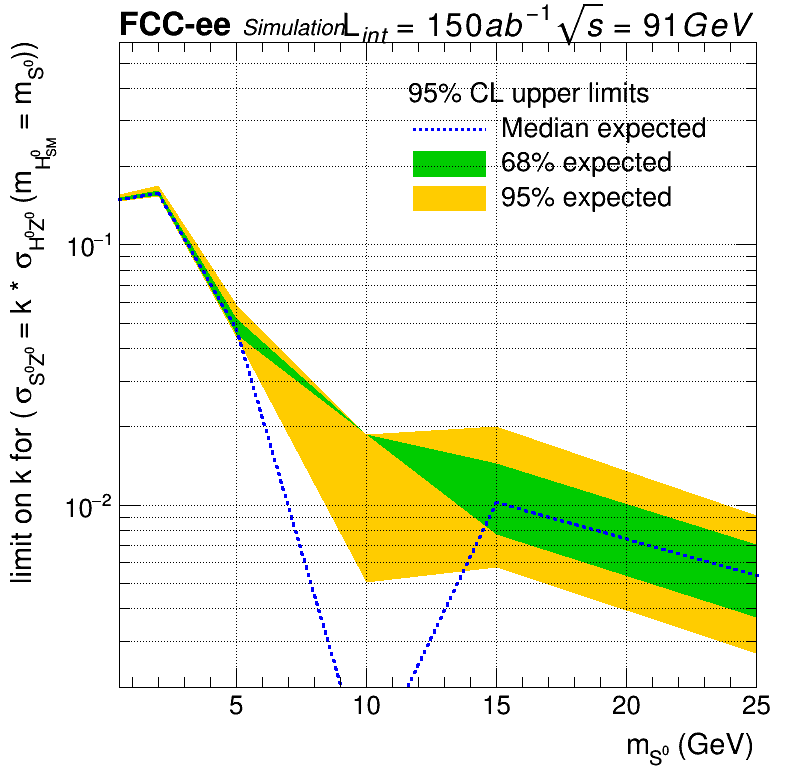 FCC-ee Simulation L_int = 150ab⁻¹ √s = 91GeV
95% CL upper limits
Median expected
68% expected
95% expected
limit on k for ( σ_S⁰Z⁰ = k * σ_H⁰Z⁰ (m_H⁰_SM = m_S⁰))
10⁻¹
10⁻²
5 10 15 20 25
m_S⁰ (GeV)